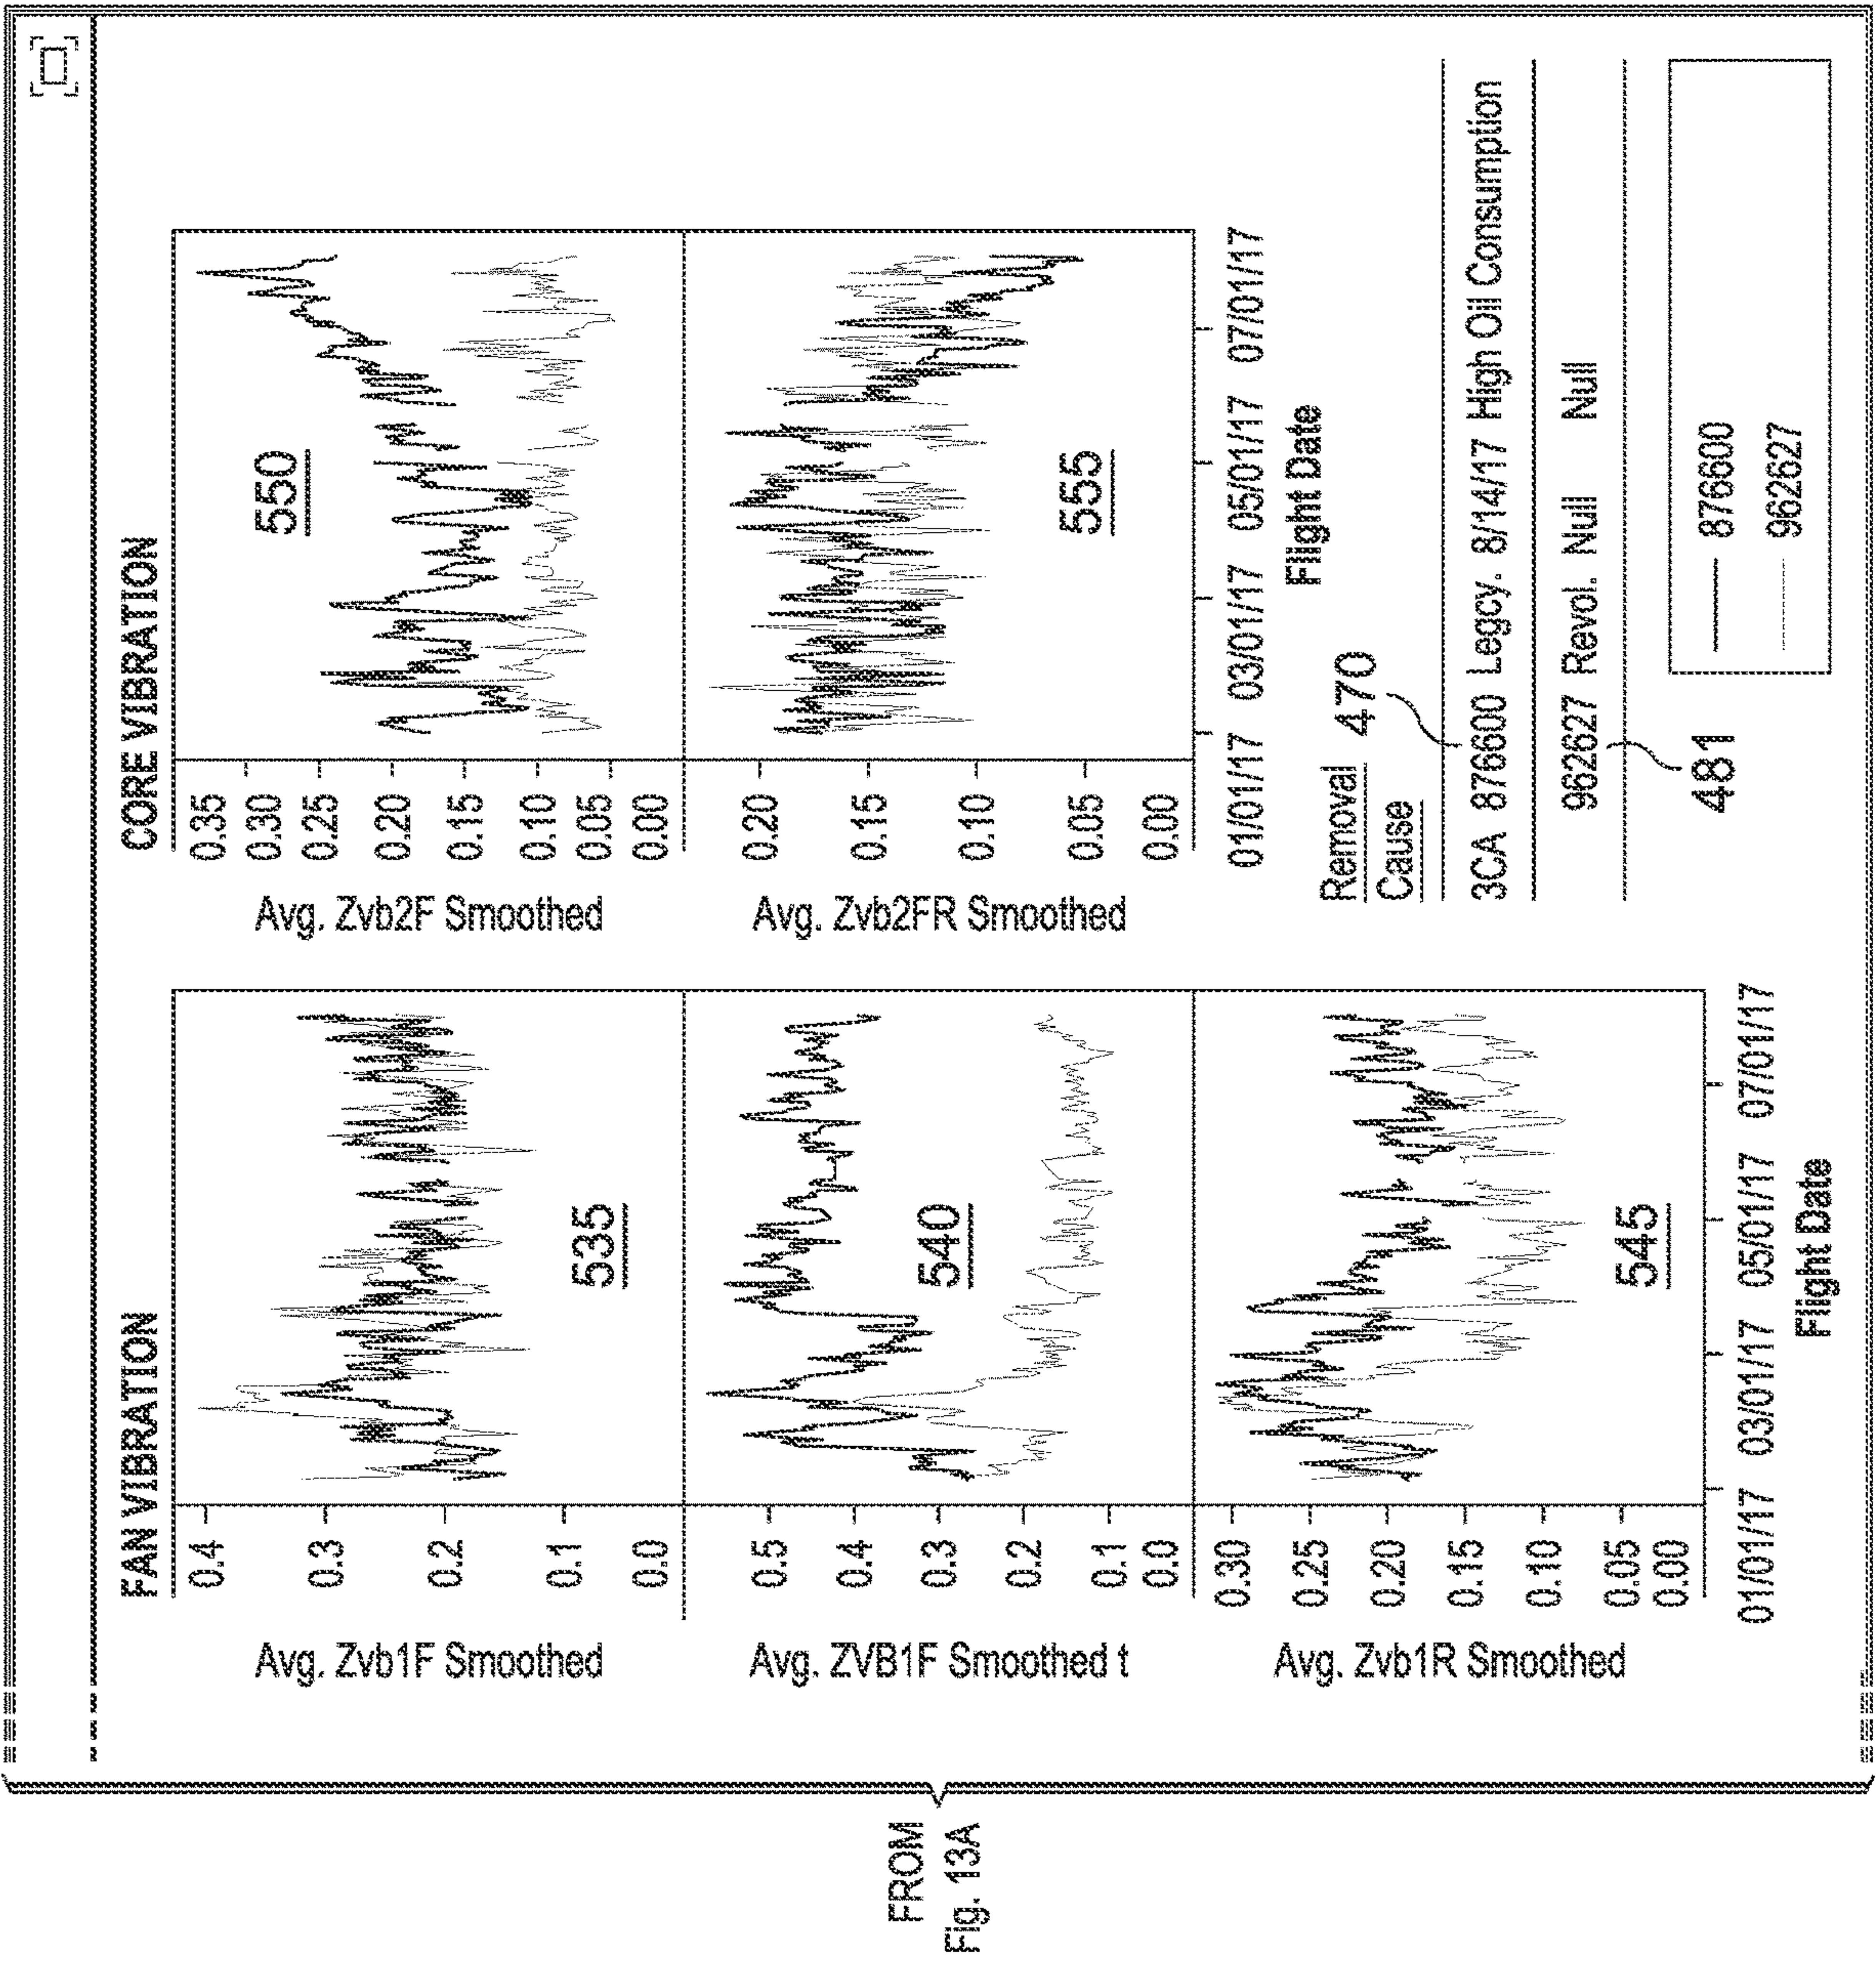 FROM
Fig. 13A
FAN VIBRATION
Avg. Zvb1F Smoothed
0.4
0.3
0.2
0.1
0.0
535
Avg. ZVB1F Smoothed t
0.5
0.4
0.3
0.2
0.1
0.0
540
Avg. Zvb1R Smoothed
0.30
0.25
0.20
0.15
0.10
0.05
0.00
545
01/01/17 03/01/17 05/01/17 07/01/17
Flight Date
CORE VIBRATION
Avg. Zvb2F Smoothed
0.35
0.30
0.25
0.20
0.15
0.10
0.05
0.00
550
Avg. Zvb2FR Smoothed
0.20
0.15
0.10
0.05
0.00
555
01/01/17 03/01/17 05/01/17 07/01/17
Flight Date
Removal 470
Cause
3CA 876600 Legcy. 8/14/17 High Oil Consumption
962627 Revol. Null Null
481
876600
962627